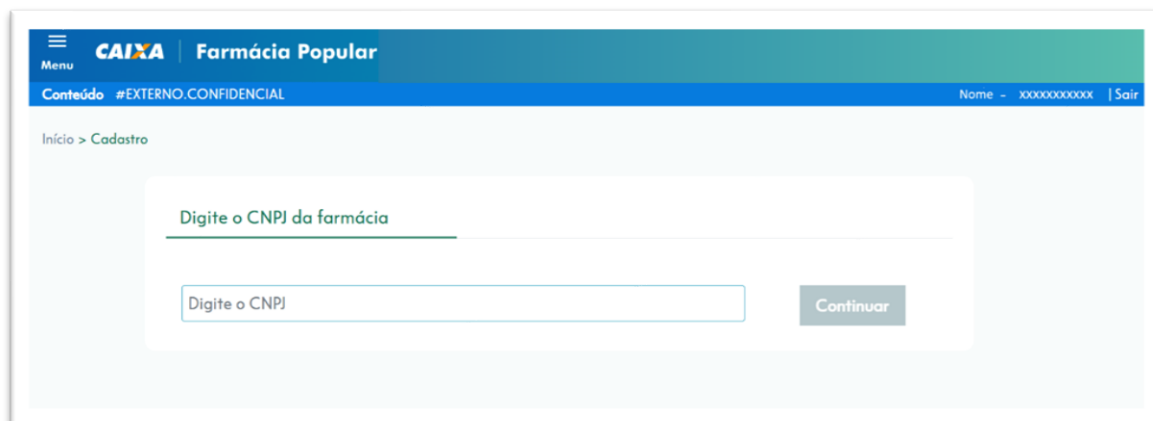 CAIXA | Farmácia Popular
Menu
Conteúdo #EXTERNO.CONFIDENCIAL Nome - xxxxxxxxxxx | Sair
Início > Cadastro
Digite o CNPJ da farmácia
Digite o CNPJ Continuar